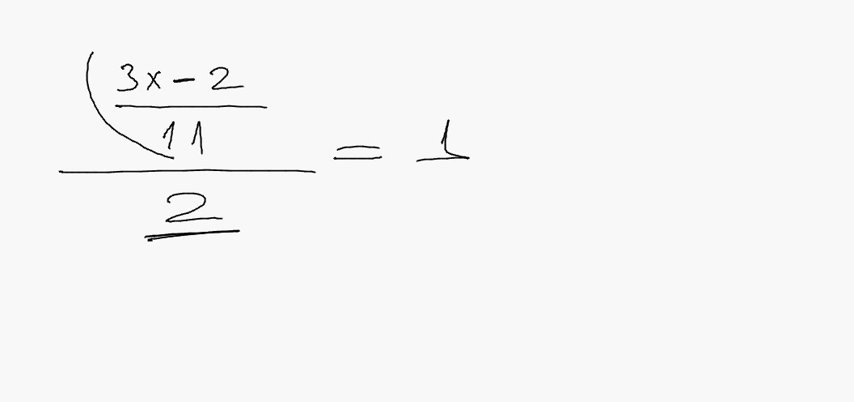 3x - 2
11
2
= 1